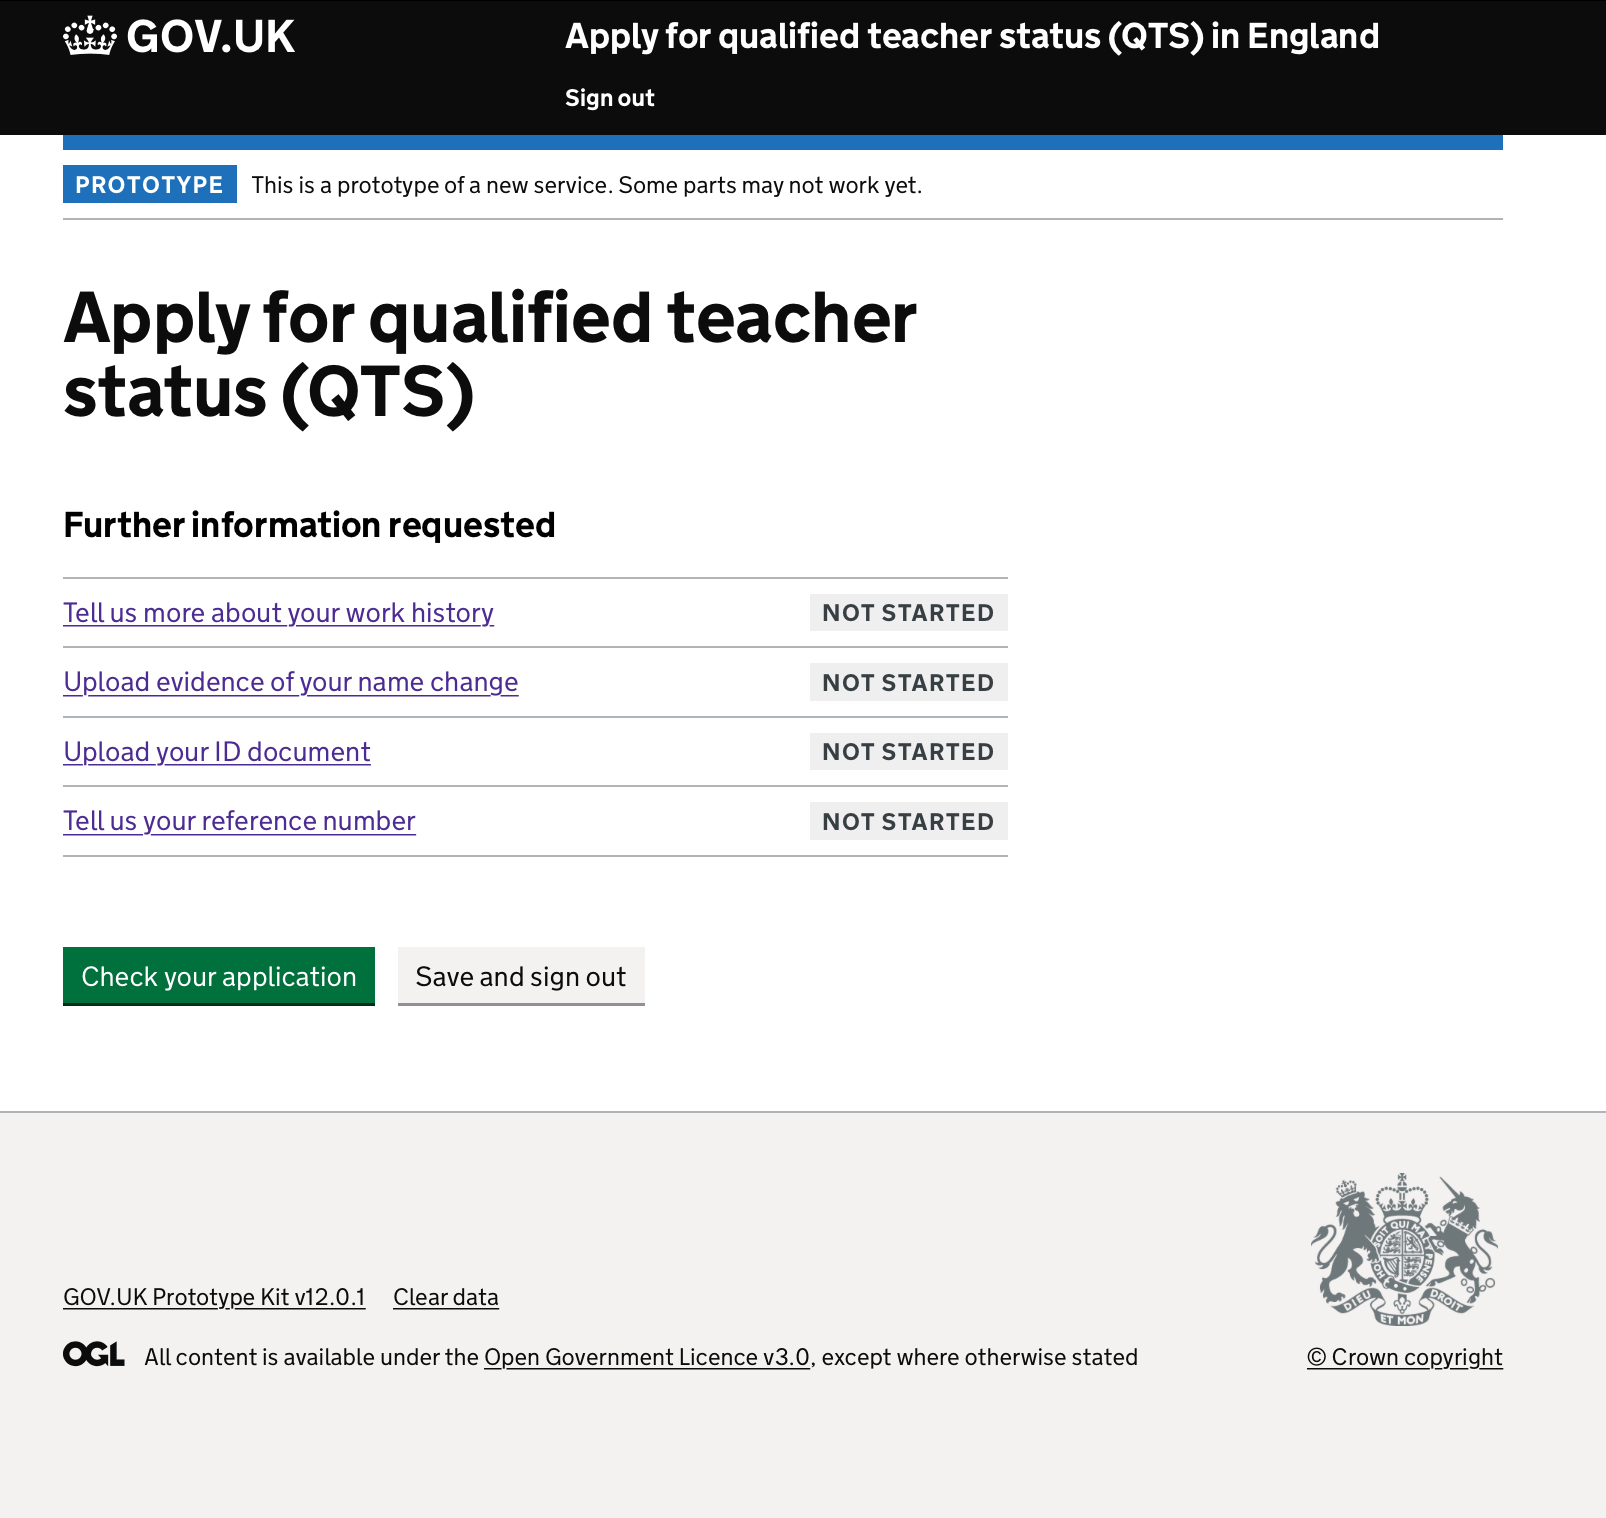 GOV.UK
Apply for qualified teacher status (QTS) in England
Sign out
PROTOTYPE This is a prototype of a new service. Some parts may not work yet.
Apply for qualified teacher
status (QTS)
Further information requested
Tell us more about your work history NOT STARTED
Upload evidence of your name change NOT STARTED
Upload your ID document NOT STARTED
Tell us your reference number NOT STARTED
Check your application Save and sign out
GOV.UK Prototype Kit v12.0.1 Clear data
DIEU ET MON DROIT
OGL All content is available under the Open Government Licence v3.0, except where otherwise stated
© Crown copyright